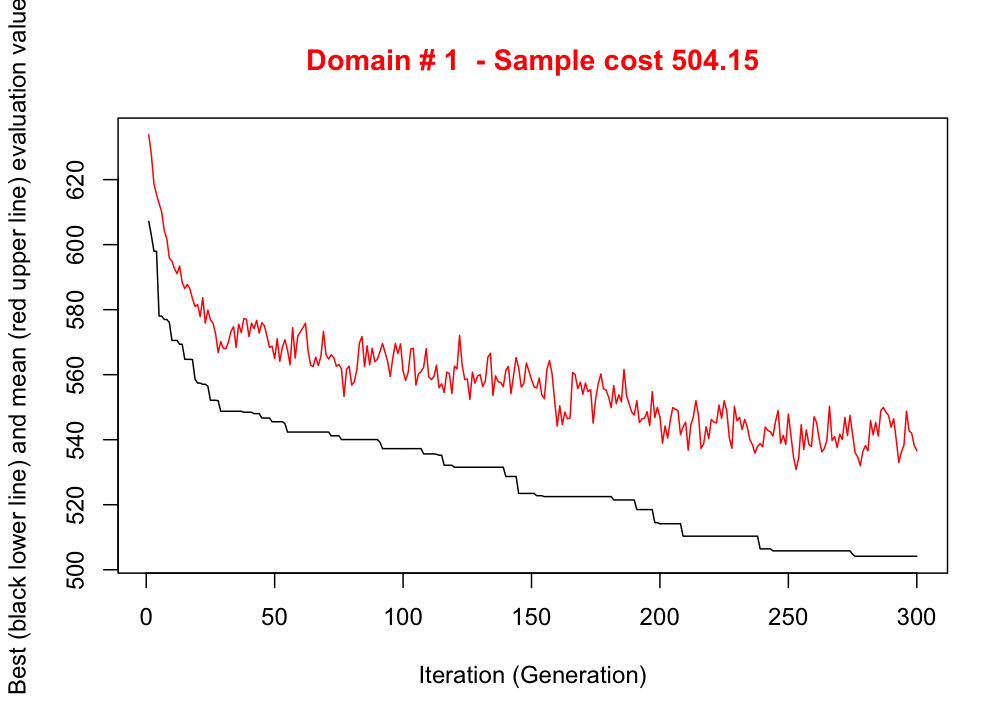 Domain # 1  - Sample cost 504.15
Best (black lower line) and mean (red upper line) evaluation value
620
600
580
560
540
520
500
0 50 100 150 200 250 300
Iteration (Generation)